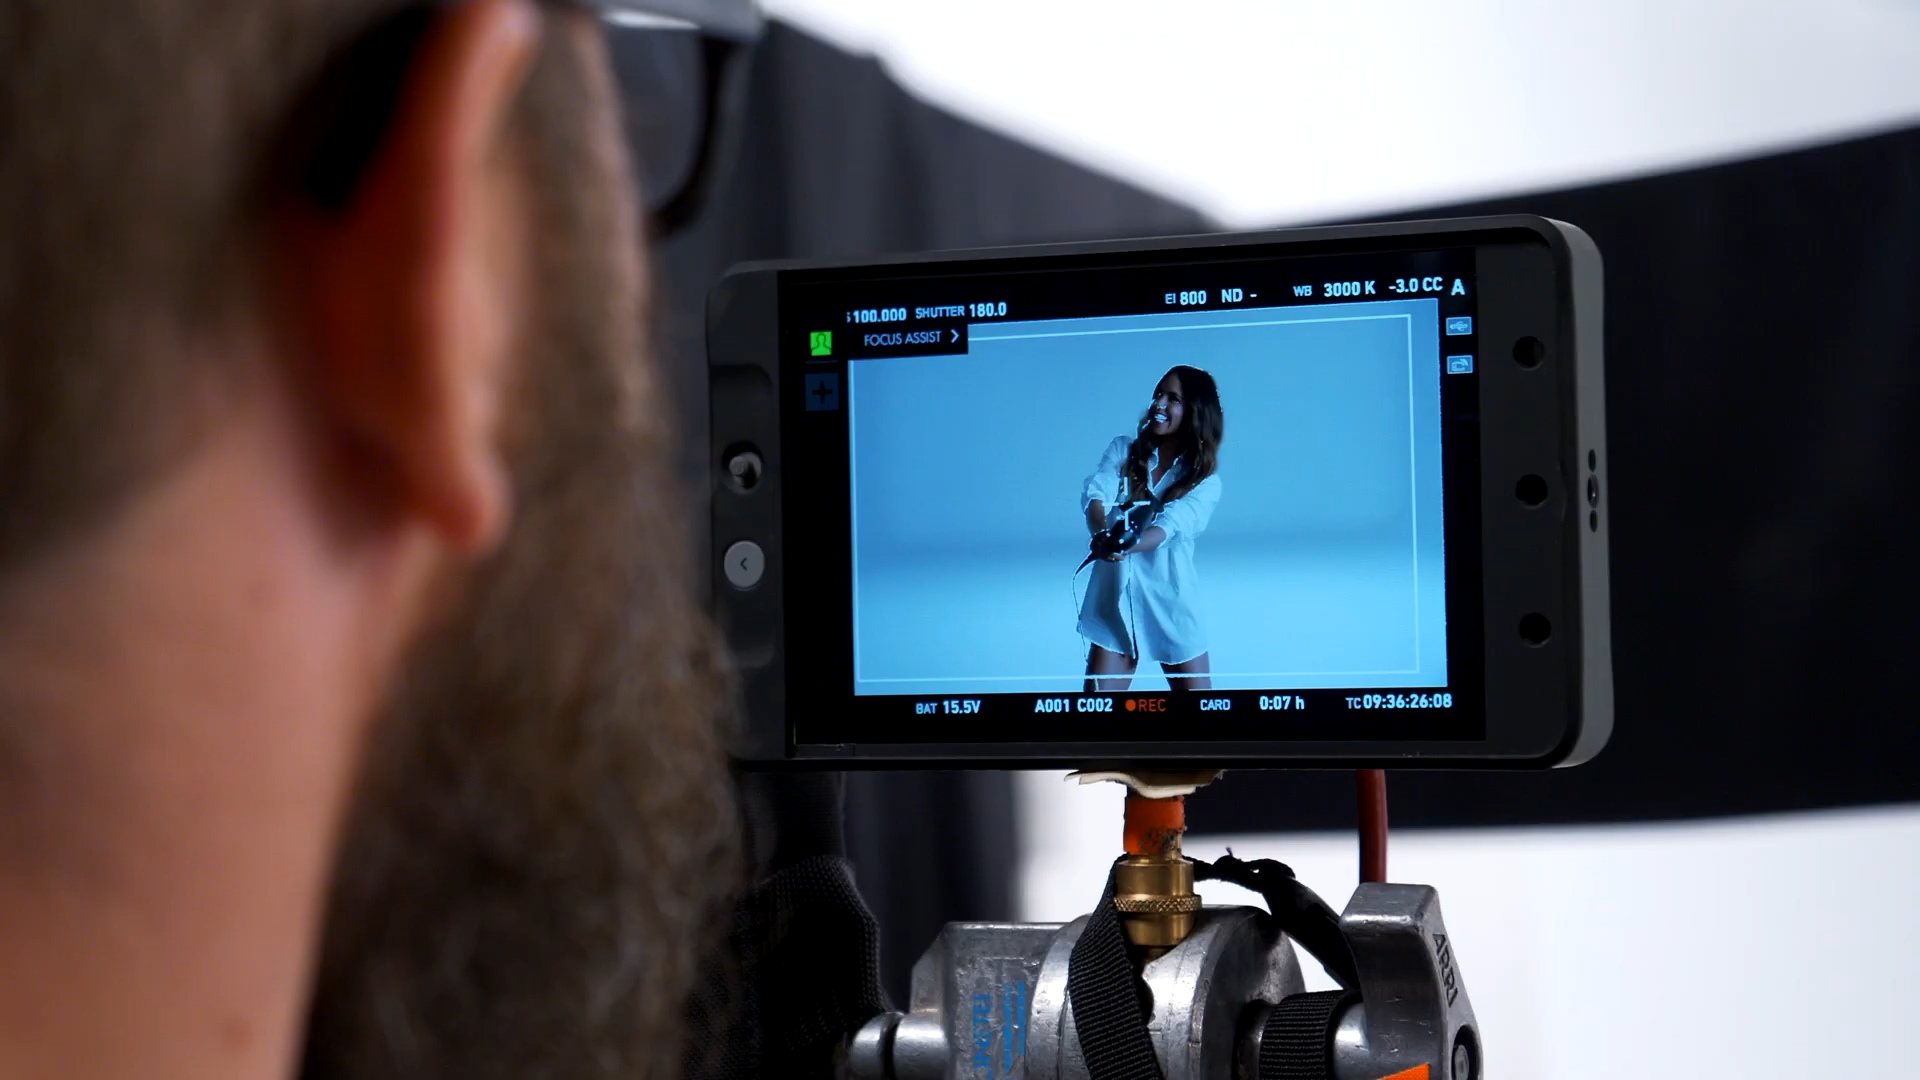 100.000 SHUTTER 180.0 EI 800 ND - WB 3000 K -3.0 CC A
FOCUS ASSIST
BAT 15.5V A001 C002 REC CARD 0:07 h TC 09:36:26:08
ARRI